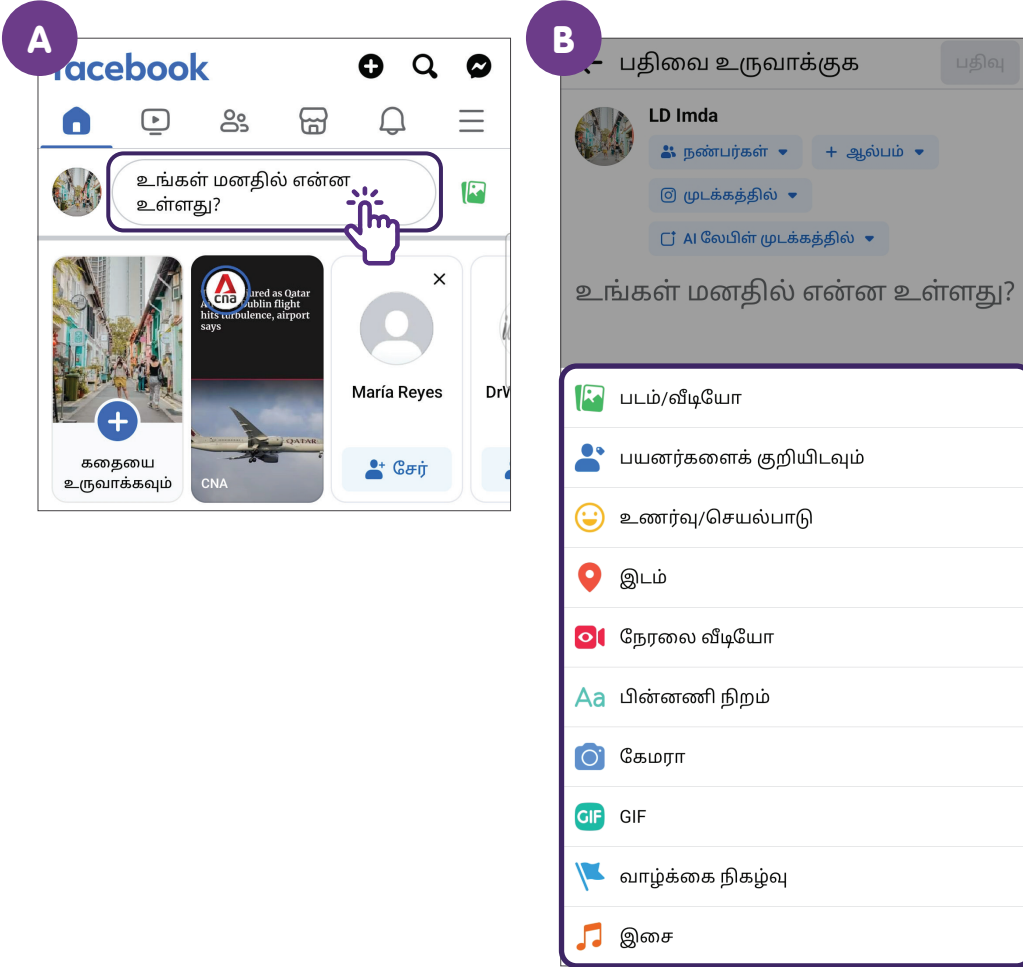 A
facebook
உங்கள் மனதில் என்ன
உள்ளது?
cna
ured as Qatar
ublin flight
hits turbulence, airport
says
QATAR
CNA
கதையை
உருவாக்கவும்
María Reyes
சேர்
B
பதிவை உருவாக்குக
பதிவு
LD Imda
நண்பர்கள்
+ ஆல்பம்
முடக்கத்தில்
AI லேபிள் முடக்கத்தில்
உங்கள் மனதில் என்ன உள்ளது?
படம்/வீடியோ
பயனர்களைக் குறியிடவும்
உணர்வு/செயல்பாடு
இடம்
நேரலை வீடியோ
Aa பின்னணி நிறம்
கேமரா
GIF GIF
வாழ்க்கை நிகழ்வு
இசை